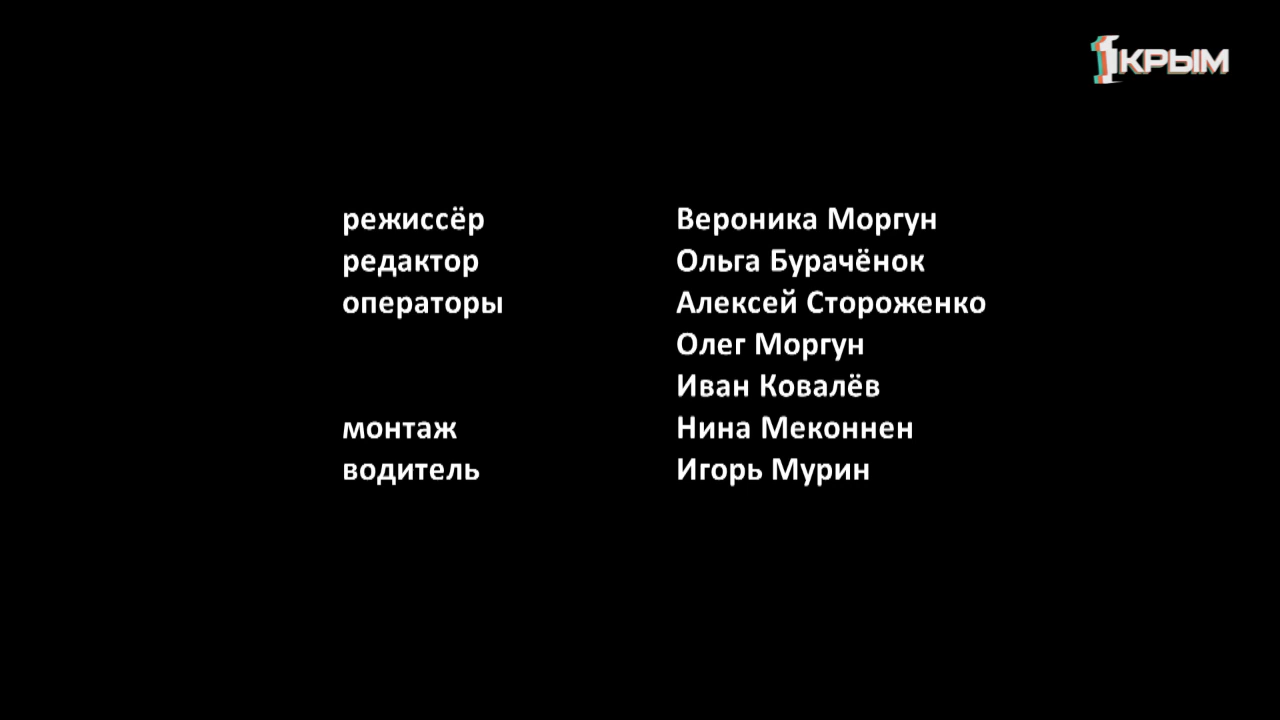 1КРЫМ
режиссёр Вероника Моргун
редактор Ольга Бурачёнок
операторы Алексей Стороженко
Олег Моргун
Иван Ковалёв
монтаж Нина Меконнен
водитель Игорь Мурин